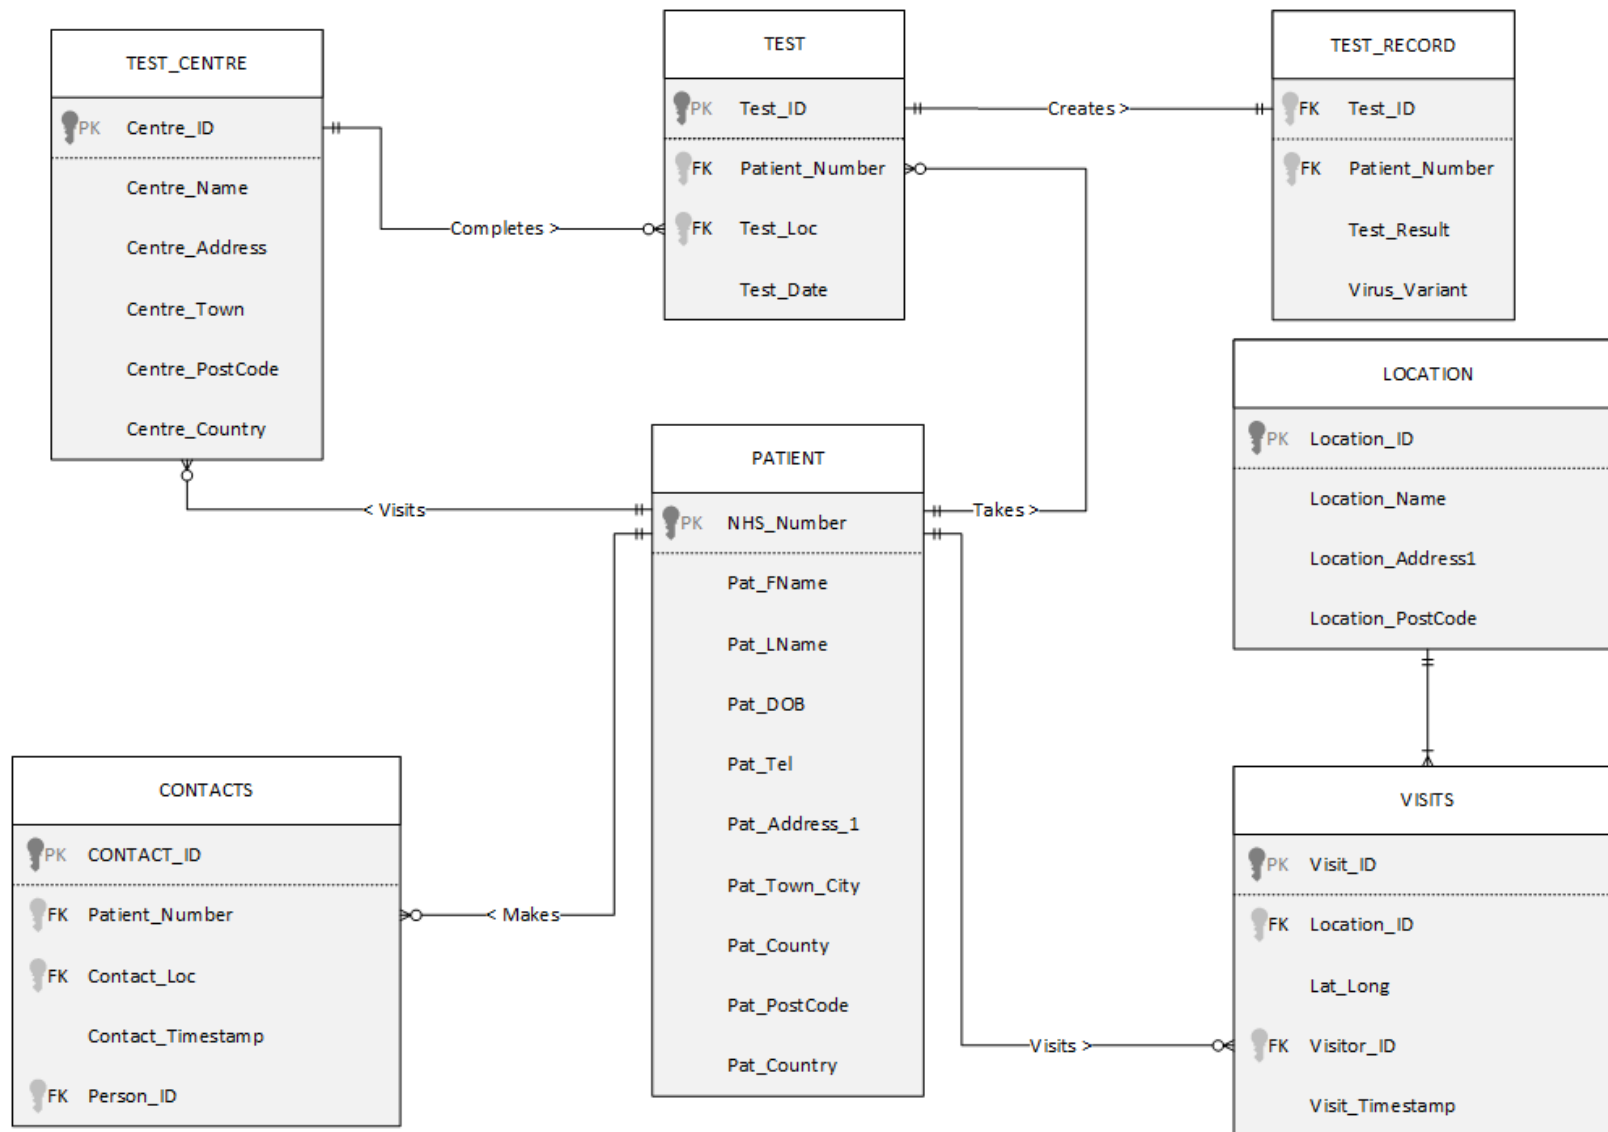 TEST_CENTRE
PK Centre_ID
Centre_Name
Centre_Address
Centre_Town
Centre_PostCode
Centre_Country
TEST
PK Test_ID
FK Patient_Number
FK Test_Loc
Test_Date
TEST_RECORD
FK Test_ID
FK Patient_Number
Test_Result
Virus_Variant
Creates >
Completes >
LOCATION
PK Location_ID
Location_Name
Location_Address1
Location_PostCode
PATIENT
PK NHS_Number
Pat_FName
Pat_LName
Pat_DOB
Pat_Tel
Pat_Address_1
Pat_Town_City
Pat_County
Pat_PostCode
Pat_Country
< Visits
Takes >
< Makes
Visits >
CONTACTS
PK CONTACT_ID
FK Patient_Number
FK Contact_Loc
Contact_Timestamp
FK Person_ID
VISITS
PK Visit_ID
FK Location_ID
Lat_Long
FK Visitor_ID
Visit_Timestamp